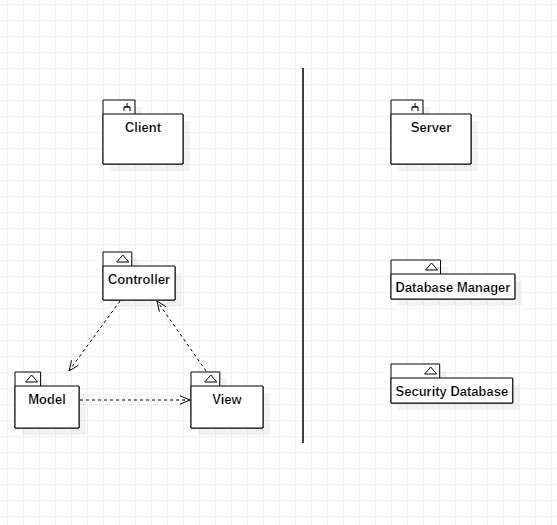 Client
Server
Controller
Database Manager
Model
View
Security Database